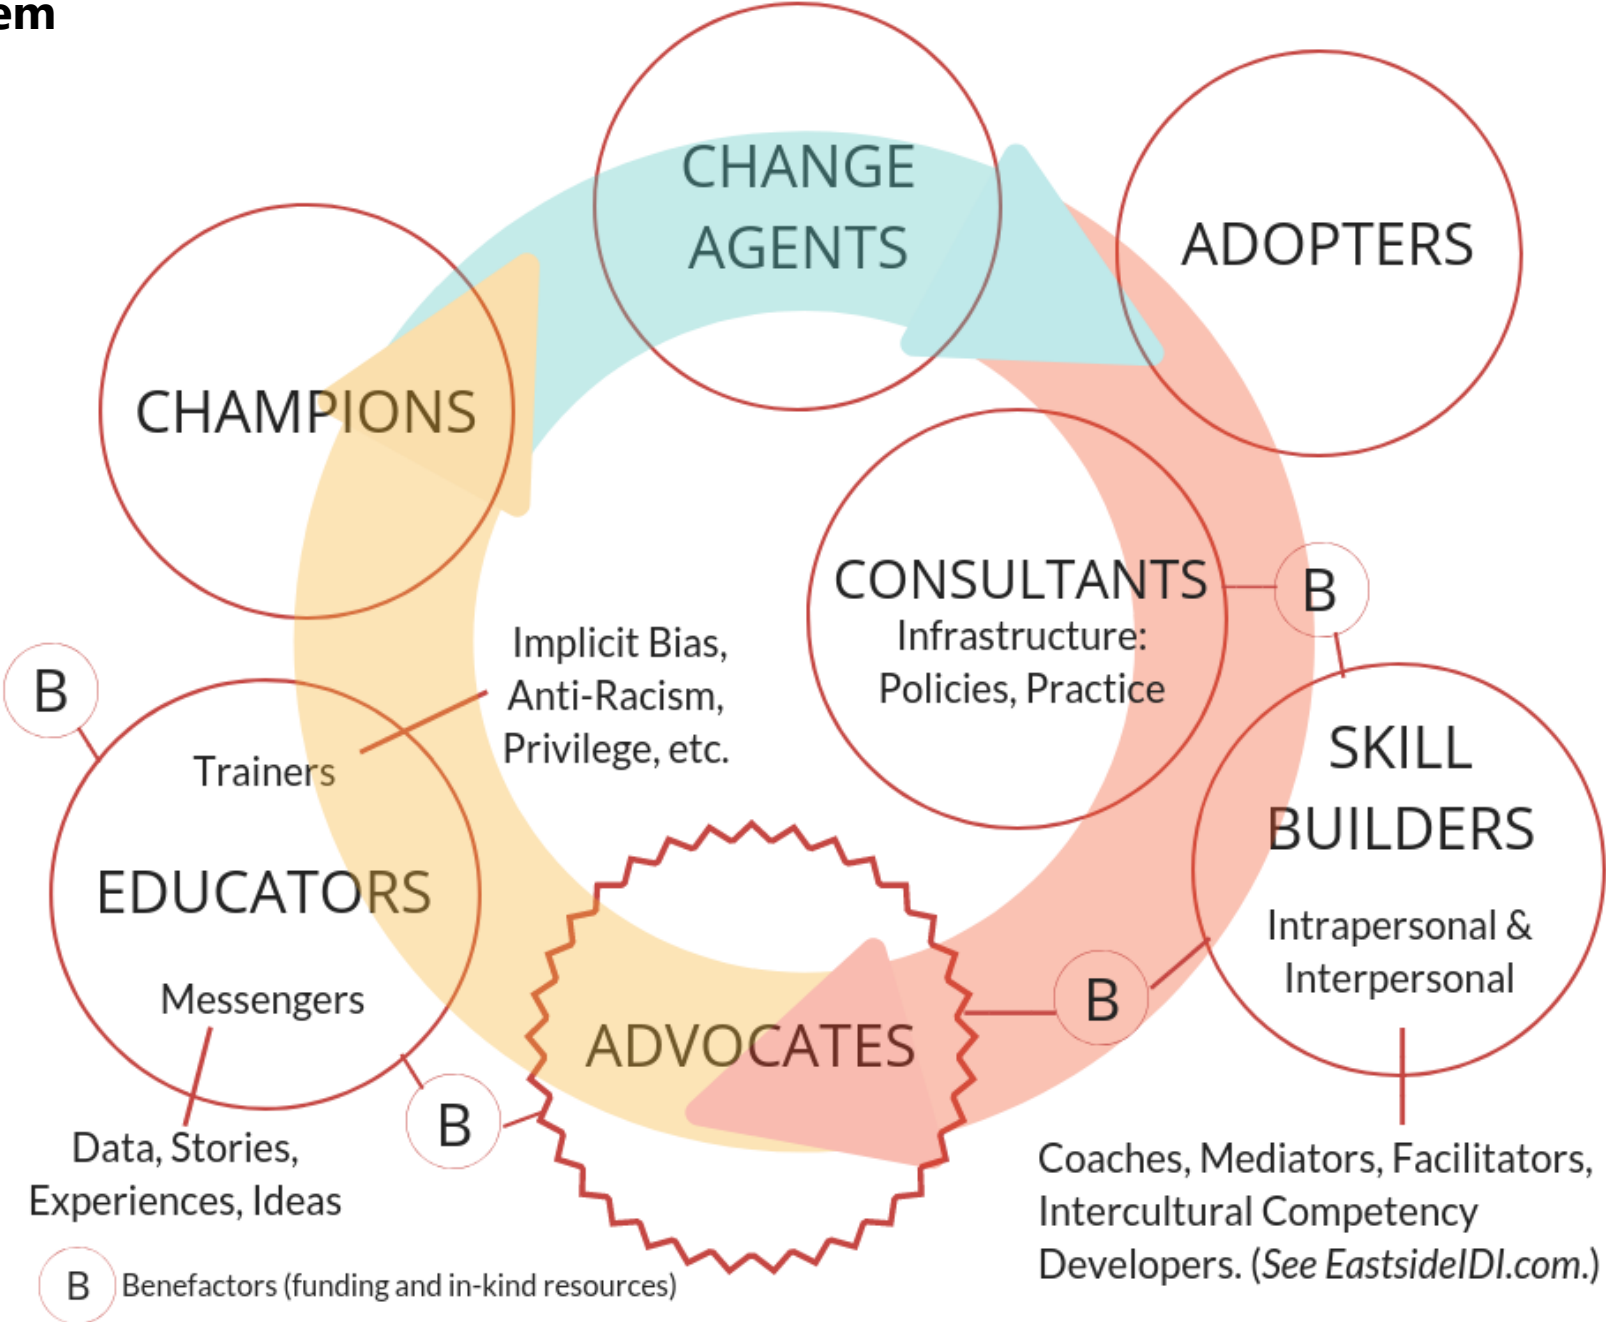 em
CHANGE
AGENTS
ADOPTERS
CHAMPIONS
CONSULTANTS
Infrastructure:
Policies, Practice
B
Implicit Bias,
Anti-Racism,
Privilege, etc.
B
Trainers
EDUCATORS
Messengers
SKILL
BUILDERS
Intrapersonal &
Interpersonal
B
ADVOCATES
B
Data, Stories,
Experiences, Ideas
Coaches, Mediators, Facilitators,
Intercultural Competency
Developers. (See EastsideIDI.com.)
B Benefactors (funding and in-kind resources)